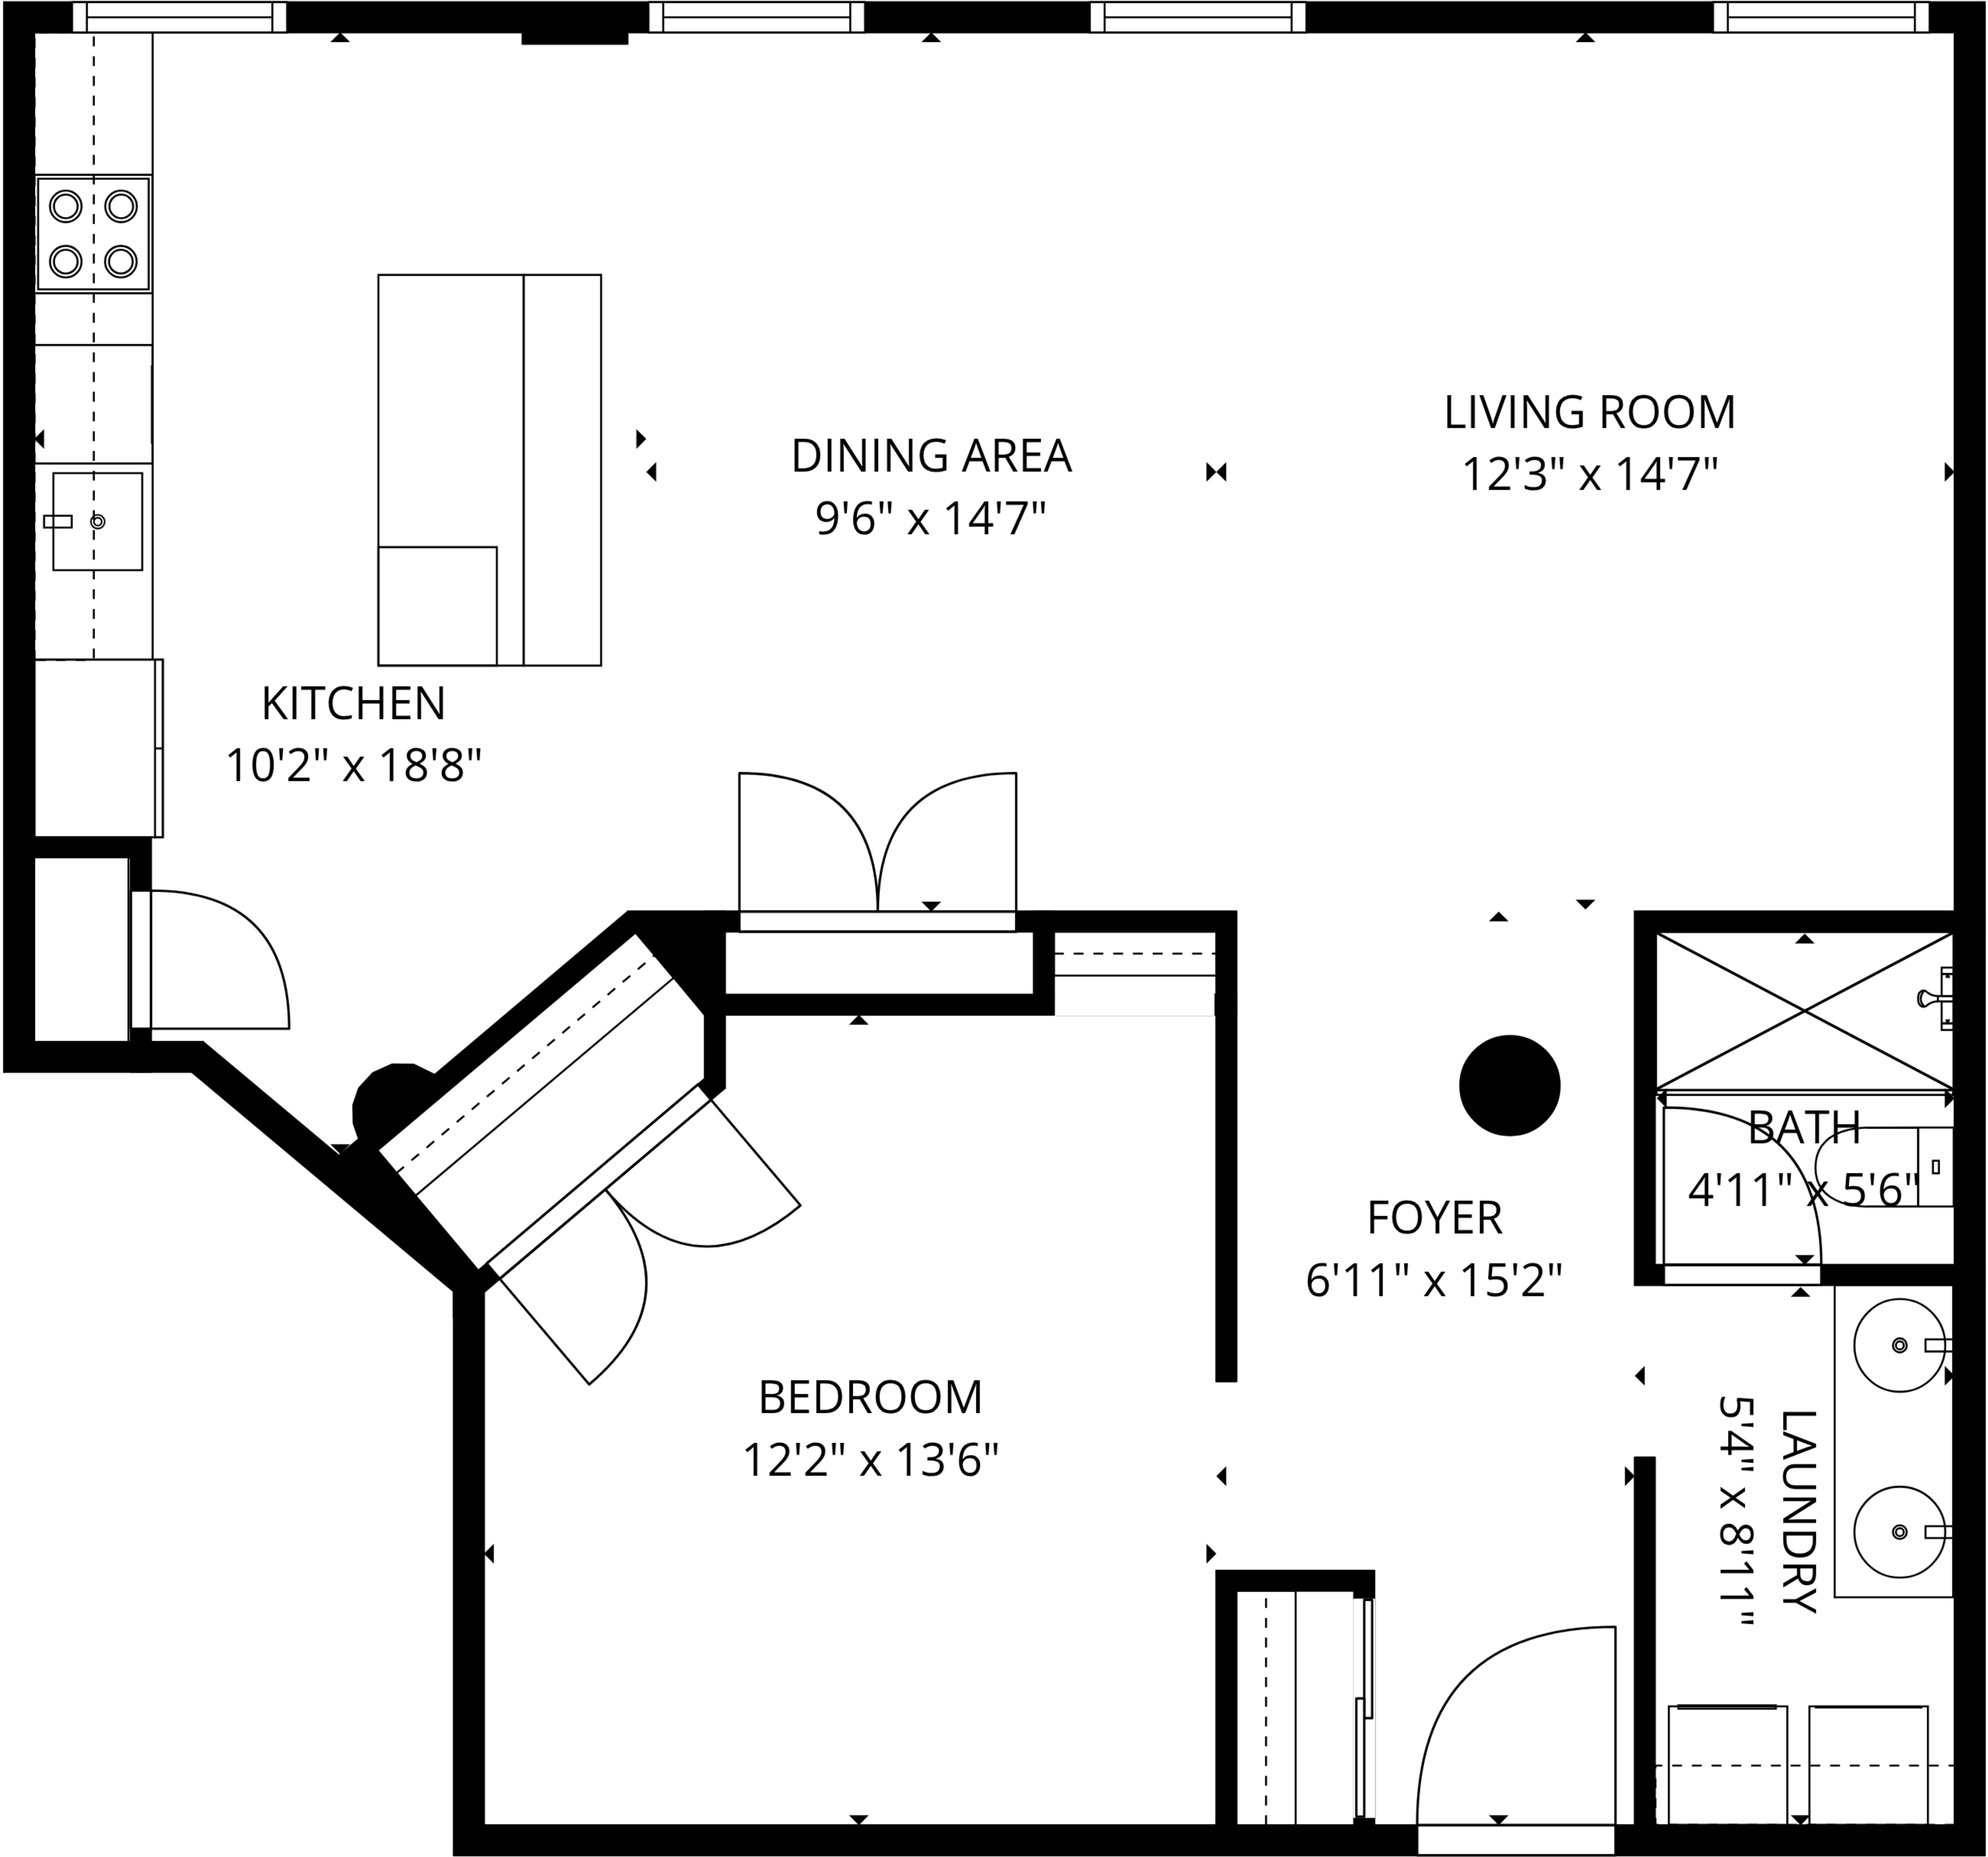 LIVING ROOM
12'3" x 14'7"
DINING AREA
9'6" x 14'7"
KITCHEN
10'2" x 18'8"
BATH
4'11" x 5'6"
FOYER
6'11" x 15'2"
BEDROOM
12'2" x 13'6"
LAUNDRY
5'4" x 8'11"